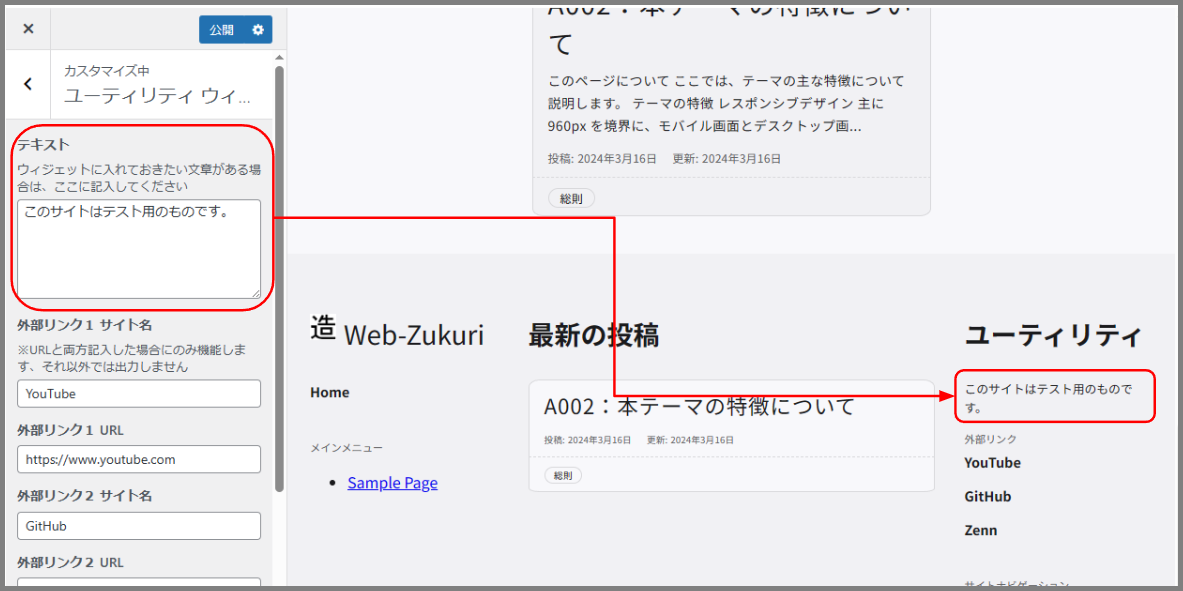 公開
カスタマイズ中
ユーティリティ ウィ...
テキスト
ウィジェットに入れておきたい文章がある場
合は、ここに記入してください
このサイトはテスト用のものです。
外部リンク1 サイト名
※URLと両方記入した場合にのみ機能しま
す、それ以外では出力しません
YouTube
外部リンク1 URL
https://www.youtube.com
外部リンク2 サイト名
GitHub
外部リンク2 URL
A002：本テーマの特徴につい
て
このページについて ここでは、テーマの主な特徴について
説明します。 テーマの特徴 レスポンシブデザイン 主に
960px を境界に、モバイル画面とデスクトップ画...
投稿: 2024年3月16日 更新: 2024年3月16日
総則
造 Web-Zukuri
Home
メインメニュー
Sample Page
最新の投稿
A002：本テーマの特徴について
投稿: 2024年3月16日 更新: 2024年3月16日
総則
ユーティリティ
このサイトはテスト用のもので
す。
外部リンク
YouTube
GitHub
Zenn
サイトナビゲーション